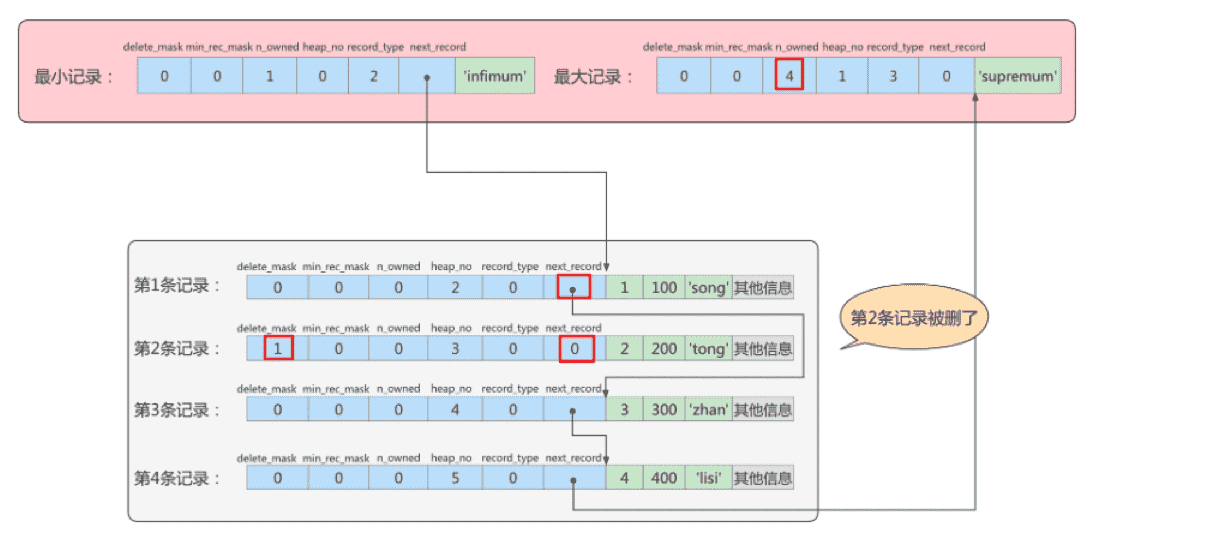 delete_mask min_rec_mask n_owned heap_no record_type next_record
最小记录： 0 0 1 0 2 'infimum'
delete_mask min_rec_mask n_owned heap_no record_type next_record
最大记录： 0 0 4 1 3 0 'supremum'
delete_mask min_rec_mask n_owned heap_no record_type next_record
第1条记录： 0 0 0 2 0 1 100 'song' 其他信息
delete_mask min_rec_mask n_owned heap_no record_type next_record
第2条记录： 1 0 0 3 0 0 2 200 'tong' 其他信息
第2条记录被删了
delete_mask min_rec_mask n_owned heap_no record_type next_record
第3条记录： 0 0 0 4 0 3 300 'zhan' 其他信息
delete_mask min_rec_mask n_owned heap_no record_type next_record
第4条记录： 0 0 0 5 0 4 400 'lisi' 其他信息